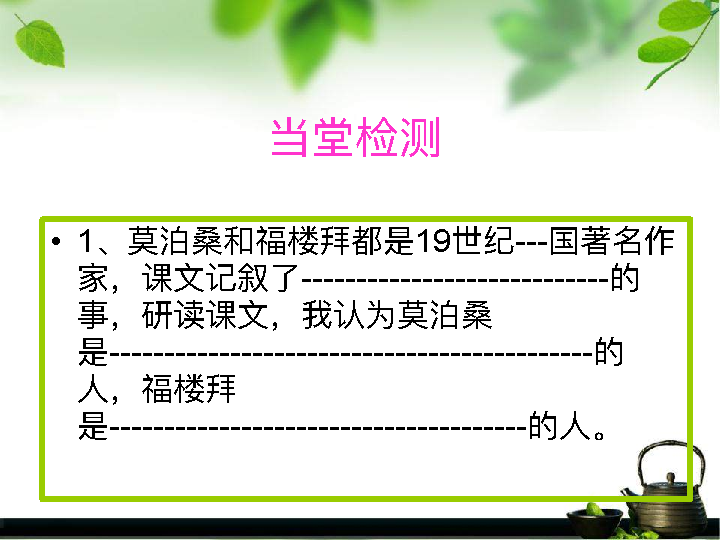 当堂检测
• 1、莫泊桑和福楼拜都是19世纪---国著名作
家，课文记叙了----------------------------的
事，研读课文，我认为莫泊桑
是--------------------------------------------的
人，福楼拜
是--------------------------------------的人。